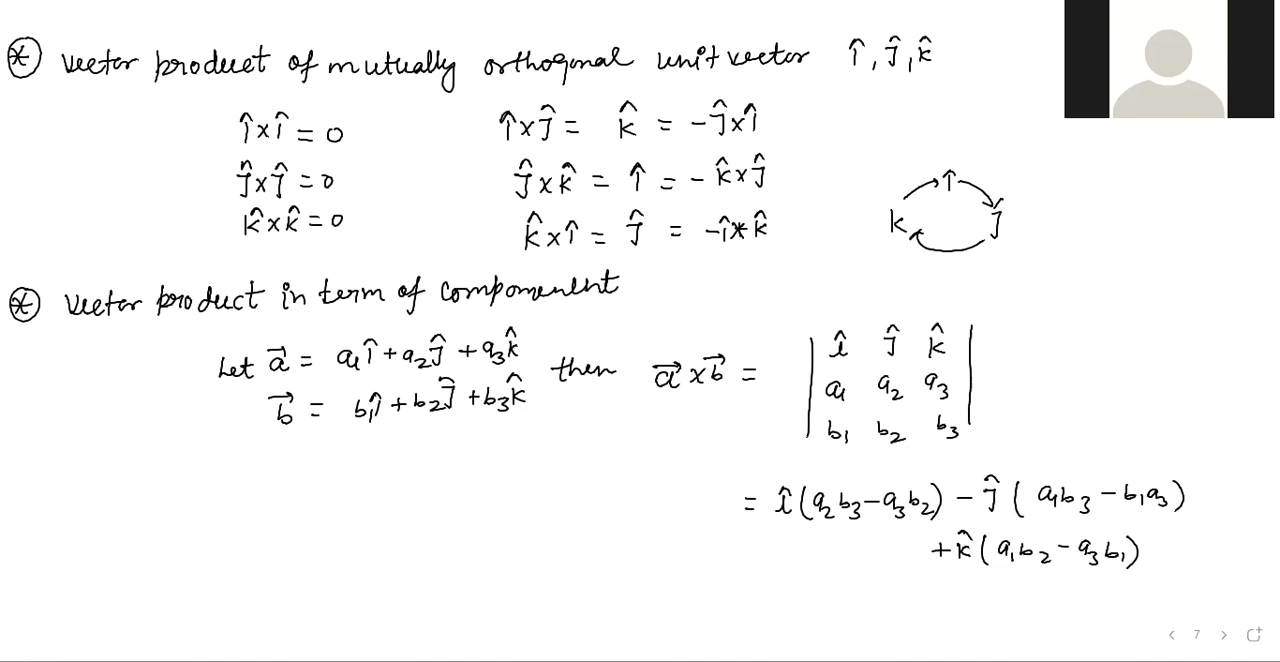 ⊛ vector product of mutually orthogonal unit vector î, ĵ, k̂
î×î = 0    î×ĵ = k̂ = -ĵ×î
ĵ×ĵ = 0    ĵ×k̂ = î = -k̂×ĵ
k̂×k̂ = 0    k̂×î = ĵ = -î*k̂
î
k    ĵ
⊛ vector product in term of component
Let a⃗ = a₁î + a₂ĵ + a₃k̂ then a⃗×b⃗ = | î ĵ k̂ |
b⃗ = b₁î + b₂ĵ + b₃k̂    | a₁ a₂ a₃ |
| b₁ b₂ b₃ |
= î(a₂b₃-a₃b₂) - ĵ(a₁b₃ - b₁a₃)
+ k̂(a₁b₂ - a₃b₁)
< 7 >